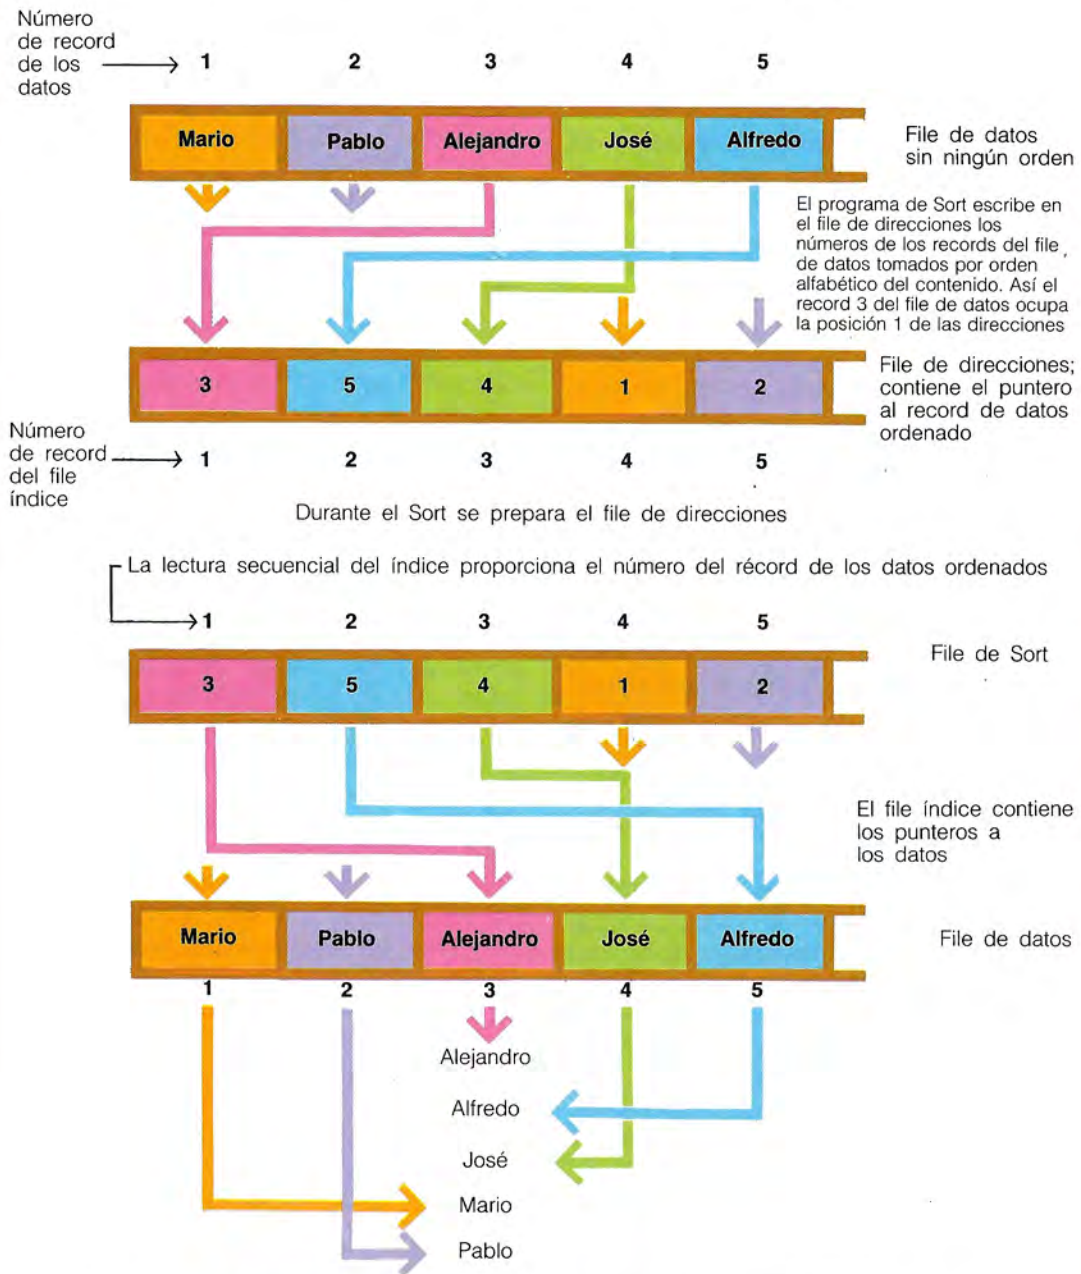 Número
de record
de los
datos
1 2 3 4 5
Mario Pablo Alejandro José Alfredo
File de datos
sin ningún orden
El programa de Sort escribe en
el file de direcciones los
números de los records del file
de datos tomados por orden
alfabético del contenido. Así el
record 3 del file de datos ocupa
la posición 1 de las direcciones
3 5 4 1 2
File de direcciones;
contiene el puntero
al record de datos
ordenado
Número
de record
del file
índice
1 2 3 4 5
Durante el Sort se prepara el file de direcciones
La lectura secuencial del índice proporciona el número del récord de los datos ordenados
1 2 3 4 5
File de Sort
3 5 4 1 2
El file índice contiene
los punteros a
los datos
Mario Pablo Alejandro José Alfredo
File de datos
1 2 3 4 5
Alejandro
Alfredo
José
Mario
Pablo